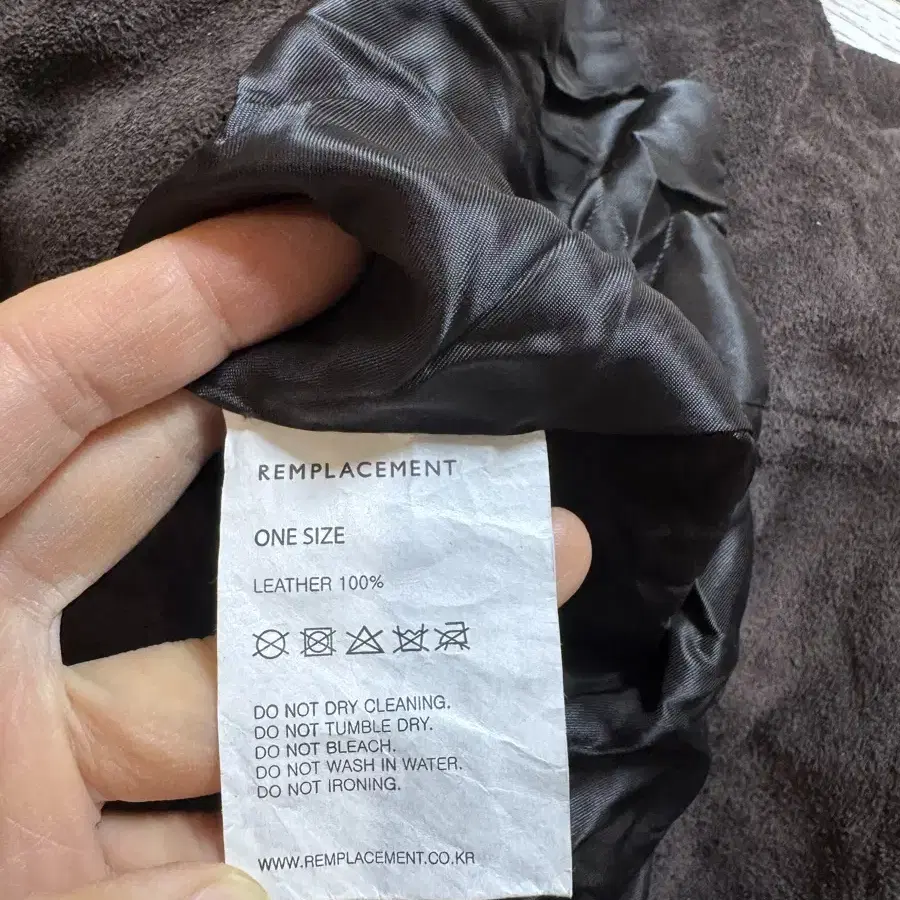 REMPLACEMENT
ONE SIZE
LEATHER 100%
DO NOT DRY CLEANING.
DO NOT TUMBLE DRY.
DO NOT BLEACH.
DO NOT WASH IN WATER.
DO NOT IRONING.
WWW.REMPLACEMENT.CO.KR